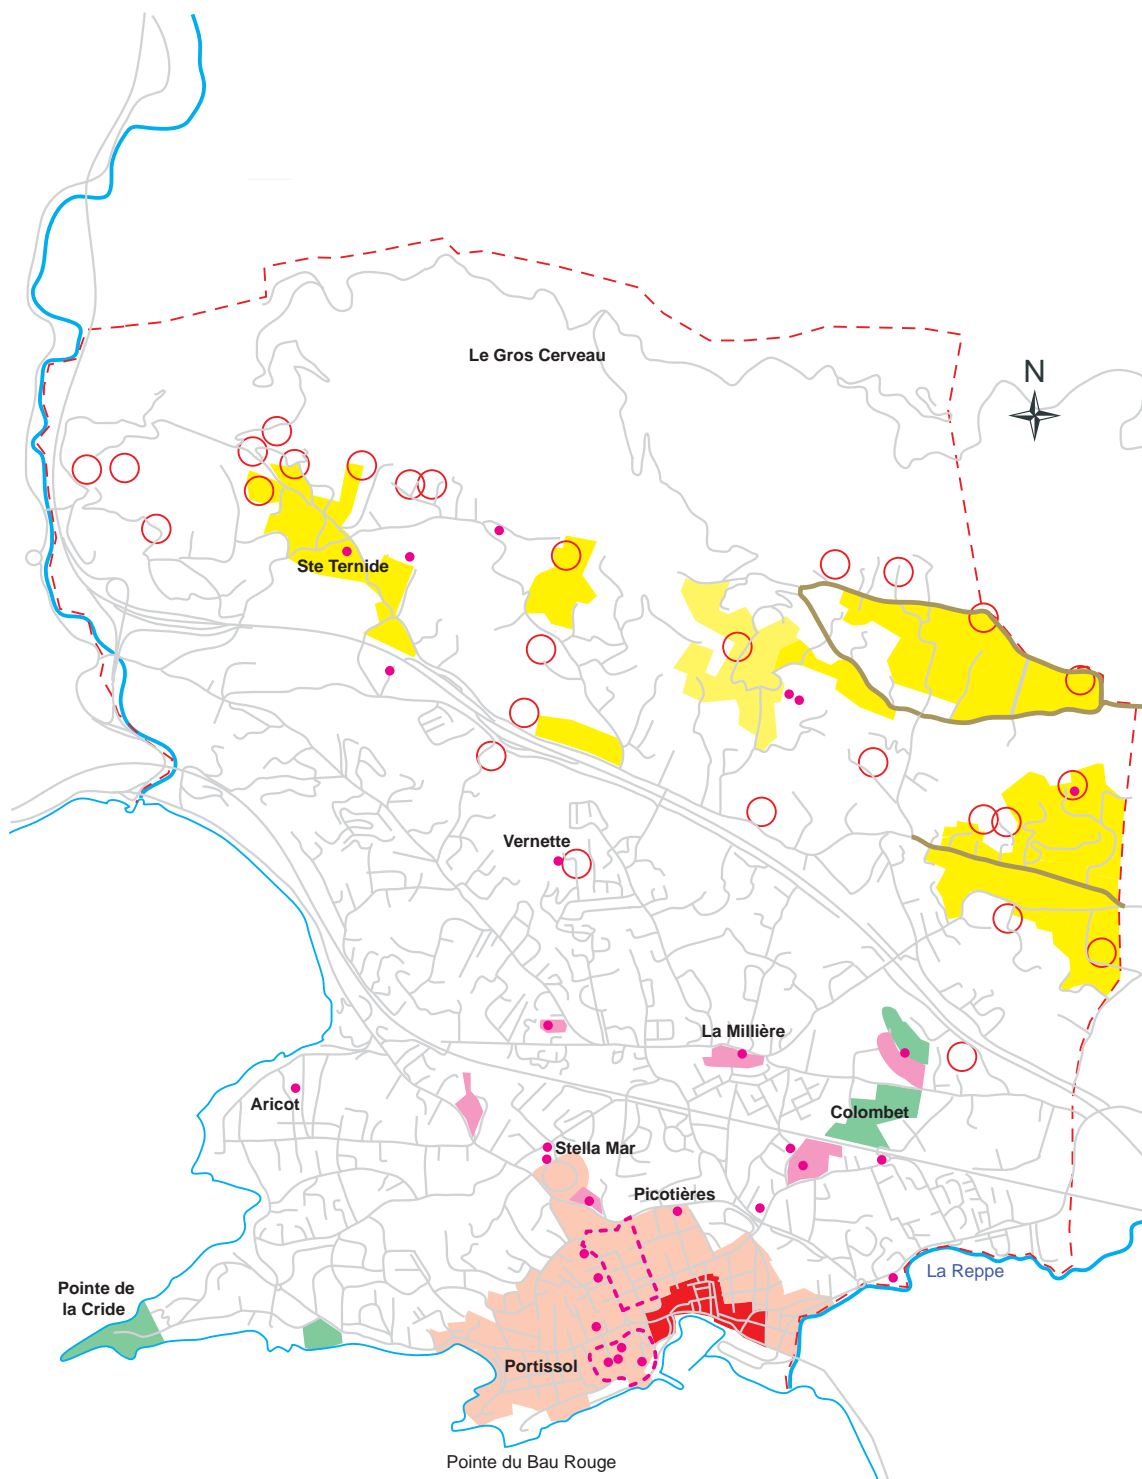 Le Gros Cerveau
N
Ste Ternide
Vernette
La Millière
Aricot
Colombet
Stella Mar
Picotières
La Reppe
Pointe de
la Cride
Portissol
Pointe du Bau Rouge